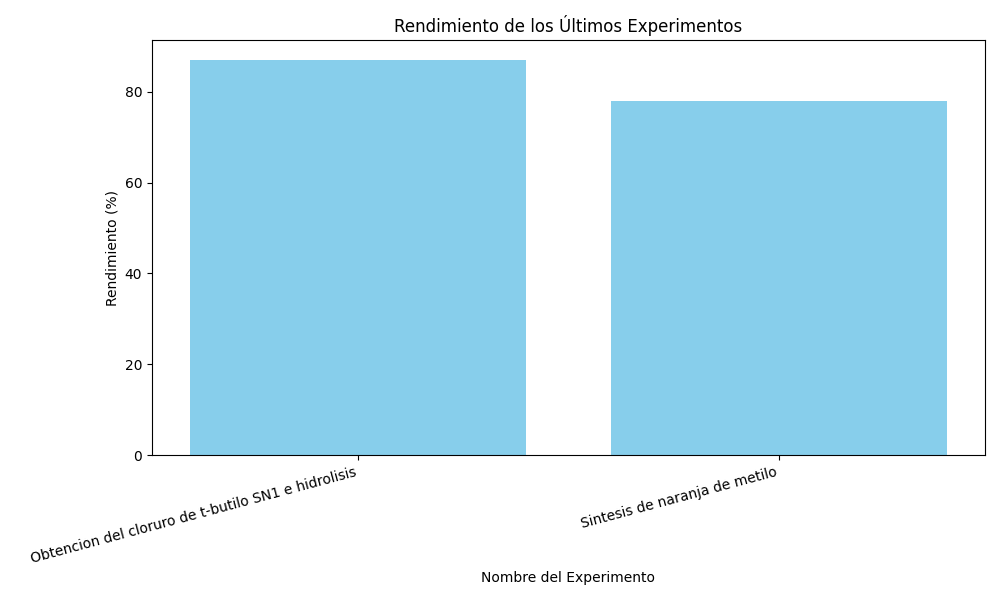 Rendimiento de los Últimos Experimentos
Rendimiento (%)
80
60
40
20
0
Obtencion del cloruro de t-butilo SN1 e hidrolisis
Sintesis de naranja de metilo
Nombre del Experimento